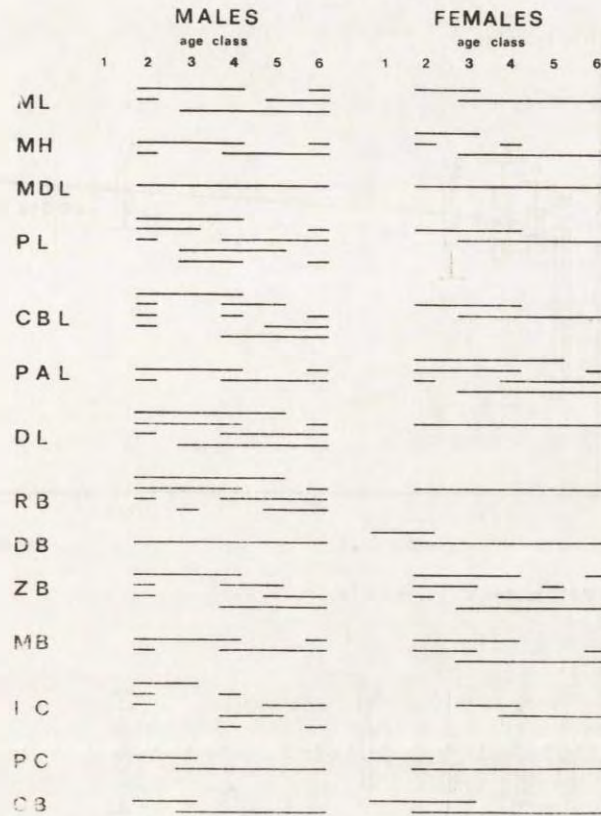 MALES FEMALES
age class age class
1 2 3 4 5 6 1 2 3 4 5 6
ML
MH
MDL
PL
CBL
PAL
DL
RB
DB
ZB
MB
IC
PC
CB